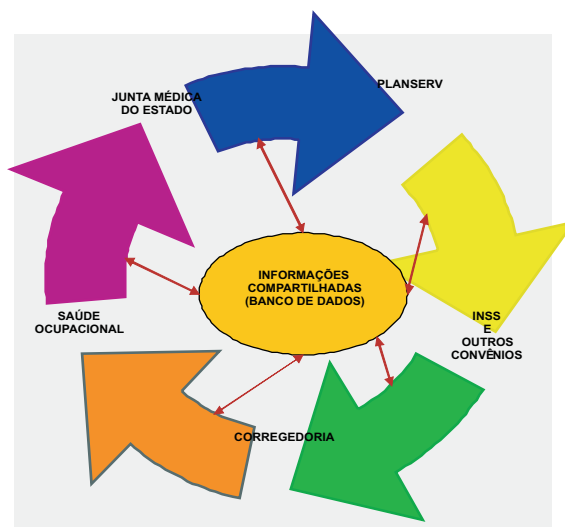 PLANSERV
JUNTA MÉDICA
DO ESTADO
INFORMAÇÕES
COMPARTILHADAS
(BANCO DE DADOS)
SAÚDE
OCUPACIONAL
INSS
E
OUTROS
CONVÊNIOS
CORREGEDORIA